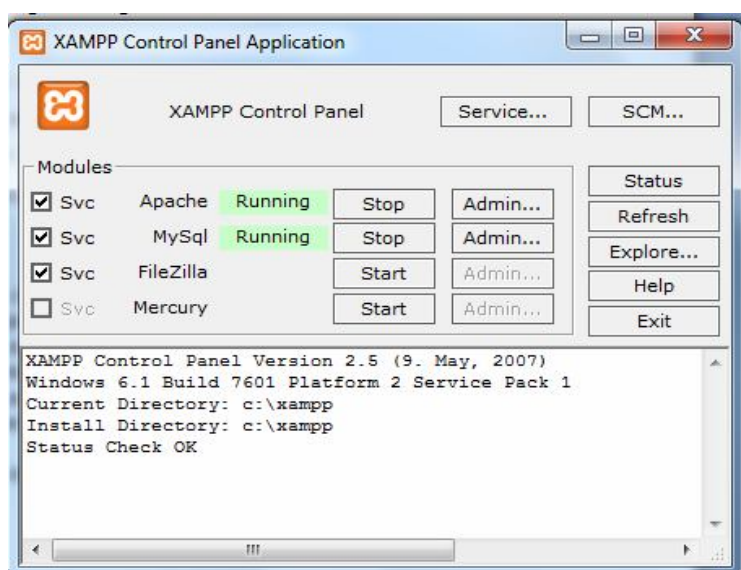 XAMPP Control Panel Application
XAMPP Control Panel Service... SCM...
Modules
Svc Apache Running Stop Admin...
Svc MySql Running Stop Admin...
Svc FileZilla Start Admin...
Svc Mercury Start Admin...
Status
Refresh
Explore...
Help
Exit
XAMPP Control Panel Version 2.5 (9. May, 2007)
Windows 6.1 Build 7601 Platform 2 Service Pack 1
Current Directory: c:\xampp
Install Directory: c:\xampp
Status Check OK